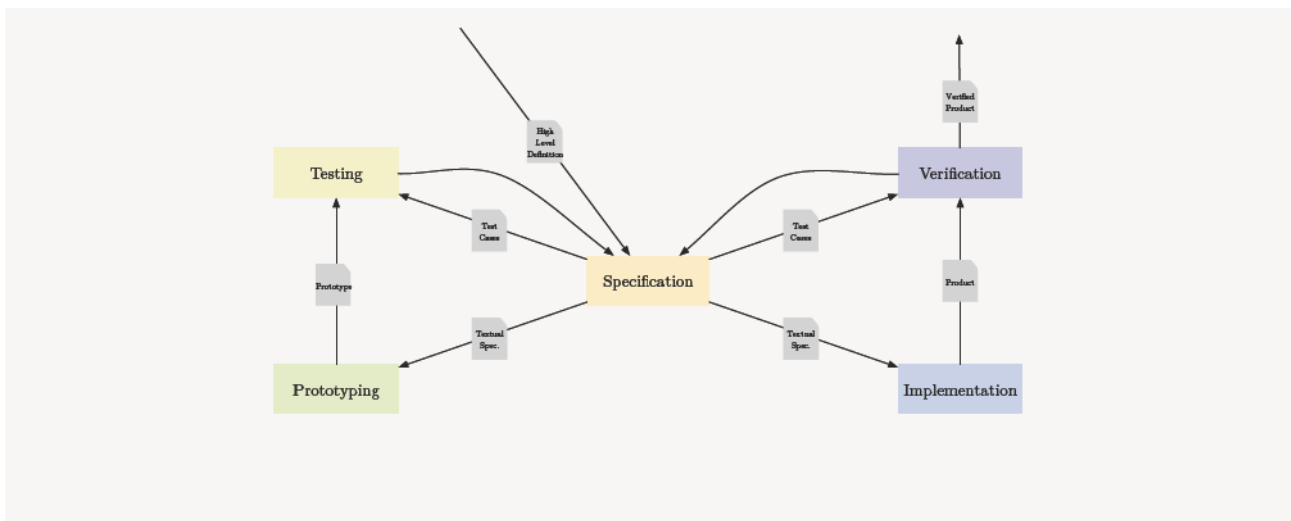 Verified
Product
High
Level
Definition
Testing
Verification
Test
Cases
Test
Cases
Specification
Prototype
Product
Textual
Spec.
Textual
Spec.
Prototyping
Implementation